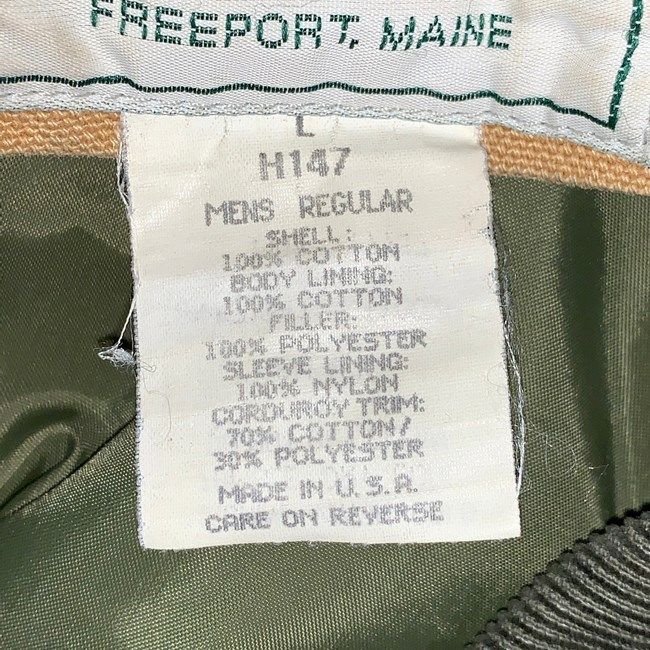 FREEPORT, MAINE
L
H147
MENS REGULAR
SHELL:
100% COTTON
BODY LINING:
100% COTTON
FILLER:
100% POLYESTER
SLEEVE LINING:
100% NYLON
CORDUROY TRIM:
70% COTTON/
30% POLYESTER
MADE IN U.S.A.
CARE ON REVERSE